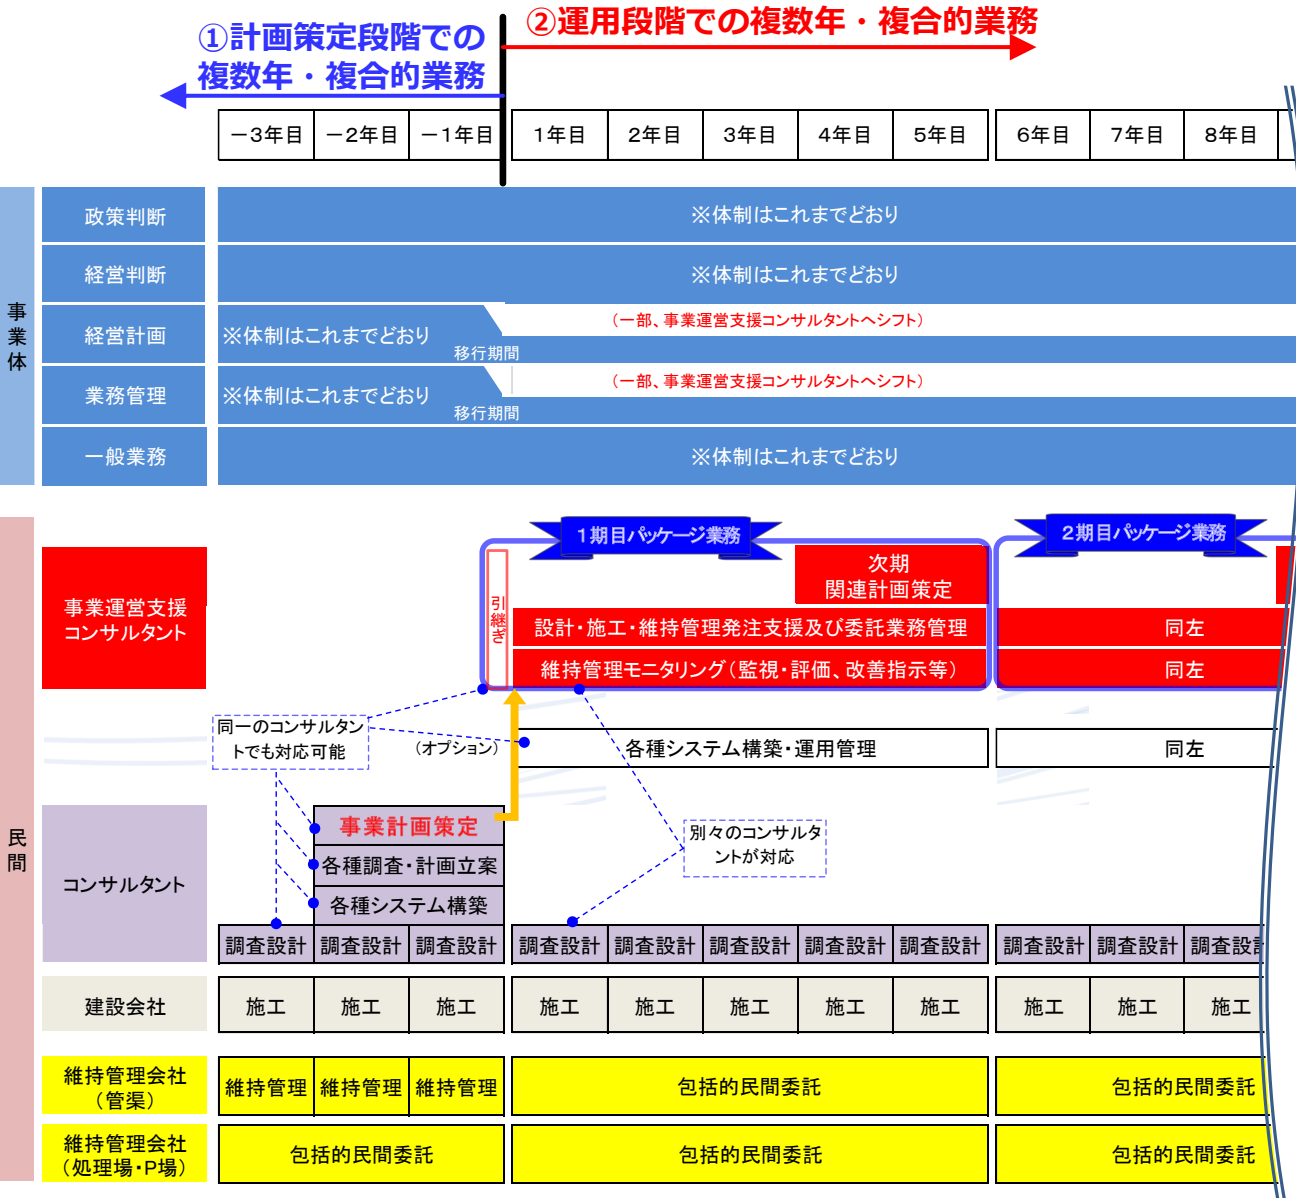 ①計画策定段階での
複数年・複合的業務
②運用段階での複数年・複合的業務
－3年目
－2年目
－1年目
1年目
2年目
3年目
4年目
5年目
6年目
7年目
8年目
事業体
政策判断
※体制はこれまでどおり
経営判断
※体制はこれまでどおり
経営計画
※体制はこれまでどおり
移行期間
（一部、事業運営支援コンサルタントへシフト）
業務管理
※体制はこれまでどおり
移行期間
（一部、事業運営支援コンサルタントへシフト）
一般業務
※体制はこれまでどおり
民間
1期目パッケージ業務
2期目パッケージ業務
事業運営支援
コンサルタント
引継ぎ
次期
関連計画策定
設計・施工・維持管理発注支援及び委託業務管理
同左
維持管理モニタリング（監視・評価、改善指示等）
同左
同一のコンサルタン
トでも対応可能
（オプション）
各種システム構築・運用管理
同左
コンサルタント
事業計画策定
各種調査・計画立案
各種システム構築
別々のコンサルタ
ントが対応
調査設計
調査設計
調査設計
調査設計
調査設計
調査設計
調査設計
調査設計
調査設計
調査設計
調査設計
建設会社
施工
施工
施工
施工
施工
施工
施工
施工
施工
施工
施工
維持管理会社
（管渠）
維持管理
維持管理
維持管理
包括的民間委託
包括的民間委託
維持管理会社
（処理場・P場）
包括的民間委託
包括的民間委託
包括的民間委託